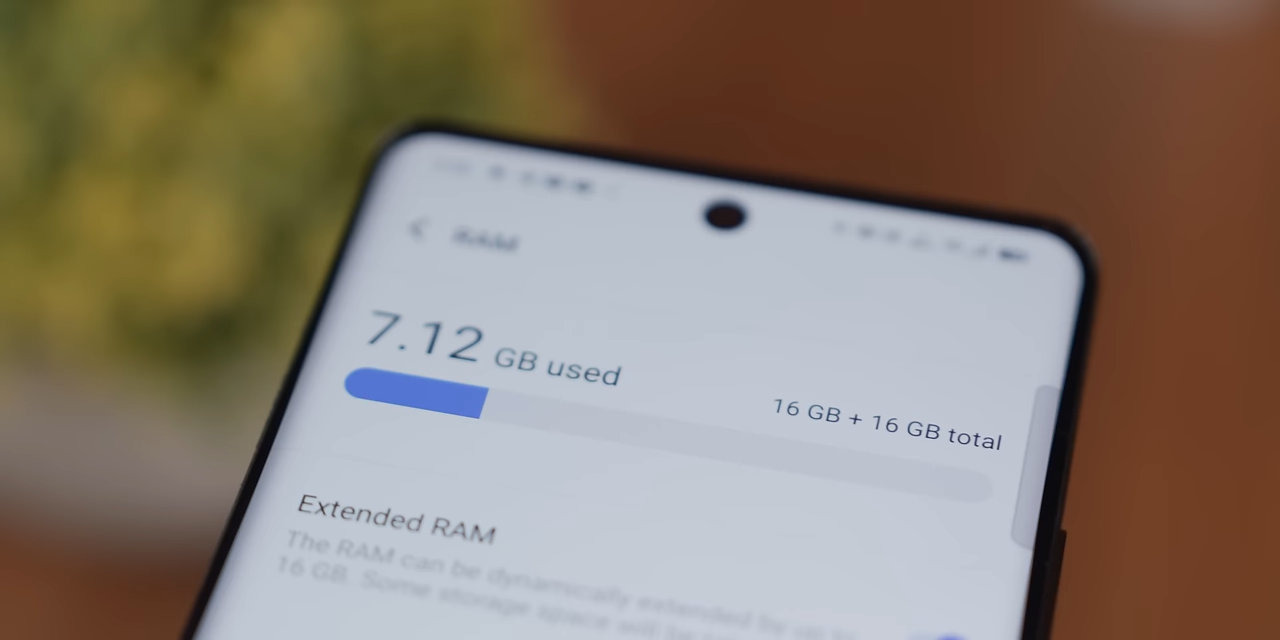 RAM
7.12 GB used
16 GB + 16 GB total
Extended RAM
The RAM can be dynamically extended by up to
16 GB. Some storage space will be